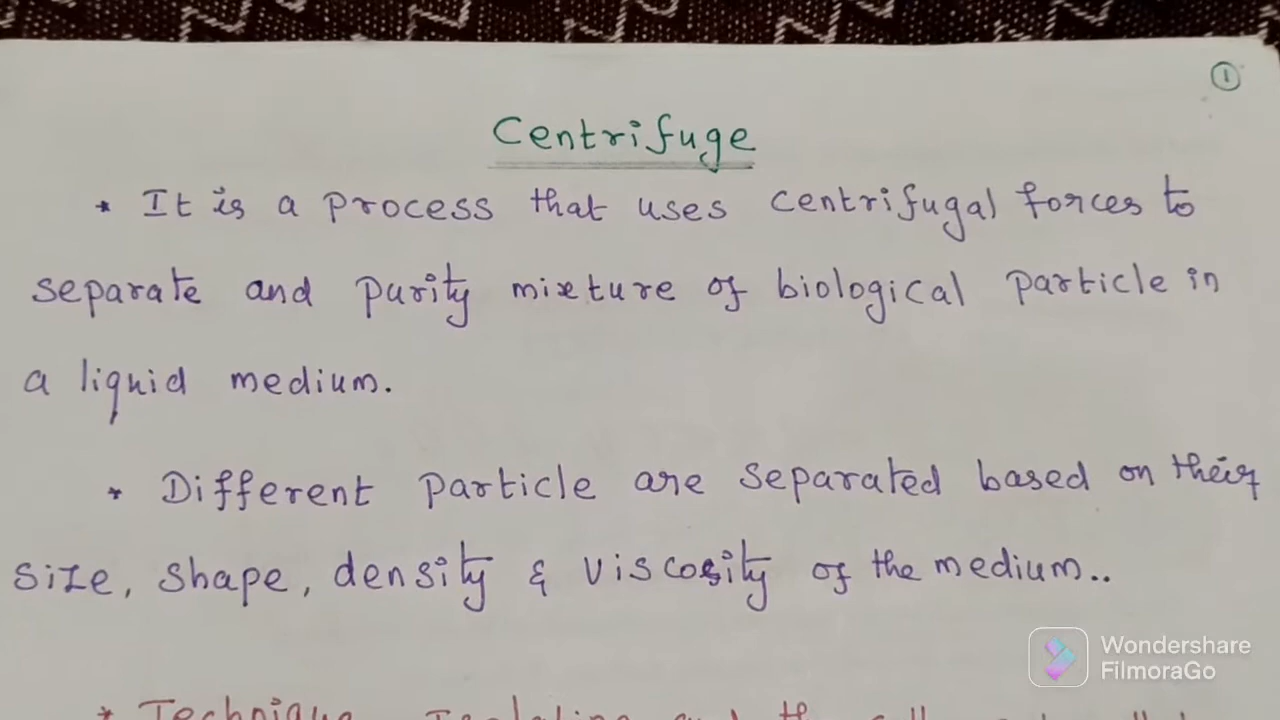 ①
Centrifuge
* It is a process that uses centrifugal forces to
separate and purity mixture of biological particle in
a liquid medium.
* Different particle are separated based on their
size, shape, density & viscosity of the medium..
* Technique
Wondershare
FilmoraGo